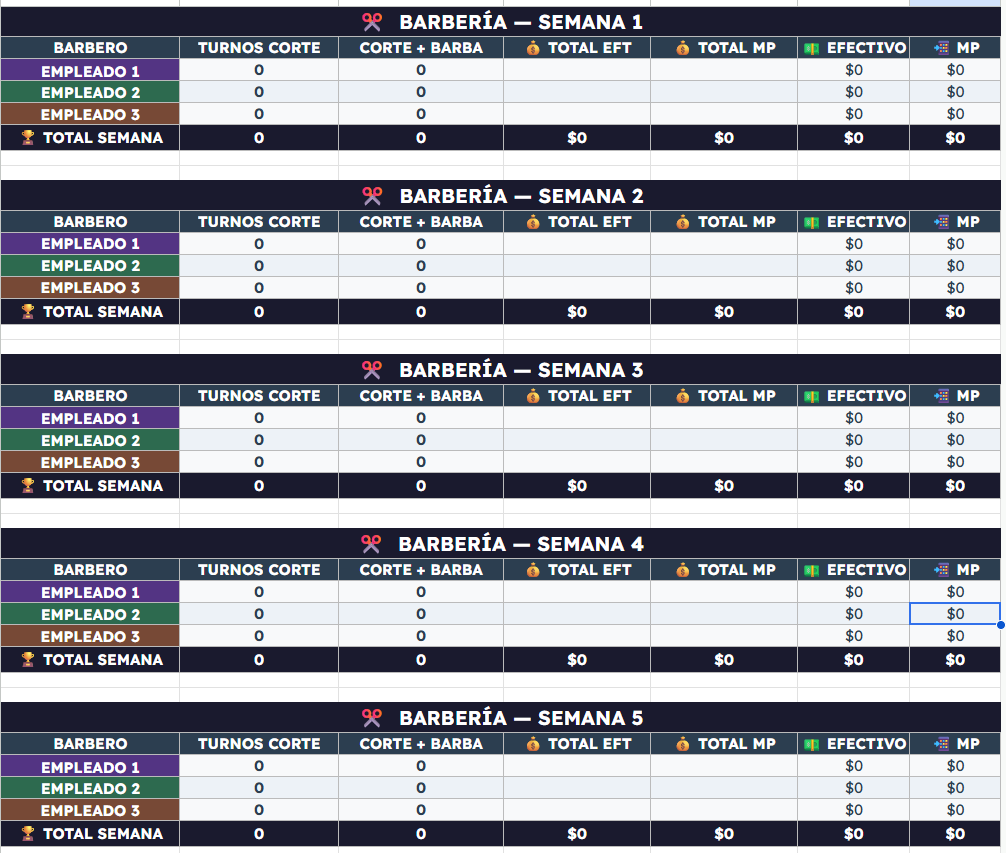 ✂️ BARBERÍA — SEMANA 1
BARBERO TURNOS CORTE CORTE + BARBA 💰 TOTAL EFT 💰 TOTAL MP 💵 EFECTIVO 📲 MP
EMPLEADO 1 0 0 $0 $0
EMPLEADO 2 0 0 $0 $0
EMPLEADO 3 0 0 $0 $0
🏆 TOTAL SEMANA 0 0 $0 $0 $0 $0
✂️ BARBERÍA — SEMANA 2
BARBERO TURNOS CORTE CORTE + BARBA 💰 TOTAL EFT 💰 TOTAL MP 💵 EFECTIVO 📲 MP
EMPLEADO 1 0 0 $0 $0
EMPLEADO 2 0 0 $0 $0
EMPLEADO 3 0 0 $0 $0
🏆 TOTAL SEMANA 0 0 $0 $0 $0 $0
✂️ BARBERÍA — SEMANA 3
BARBERO TURNOS CORTE CORTE + BARBA 💰 TOTAL EFT 💰 TOTAL MP 💵 EFECTIVO 📲 MP
EMPLEADO 1 0 0 $0 $0
EMPLEADO 2 0 0 $0 $0
EMPLEADO 3 0 0 $0 $0
🏆 TOTAL SEMANA 0 0 $0 $0 $0 $0
✂️ BARBERÍA — SEMANA 4
BARBERO TURNOS CORTE CORTE + BARBA 💰 TOTAL EFT 💰 TOTAL MP 💵 EFECTIVO 📲 MP
EMPLEADO 1 0 0 $0 $0
EMPLEADO 2 0 0 $0 $0
EMPLEADO 3 0 0 $0 $0
🏆 TOTAL SEMANA 0 0 $0 $0 $0 $0
✂️ BARBERÍA — SEMANA 5
BARBERO TURNOS CORTE CORTE + BARBA 💰 TOTAL EFT 💰 TOTAL MP 💵 EFECTIVO 📲 MP
EMPLEADO 1 0 0 $0 $0
EMPLEADO 2 0 0 $0 $0
EMPLEADO 3 0 0 $0 $0
🏆 TOTAL SEMANA 0 0 $0 $0 $0 $0